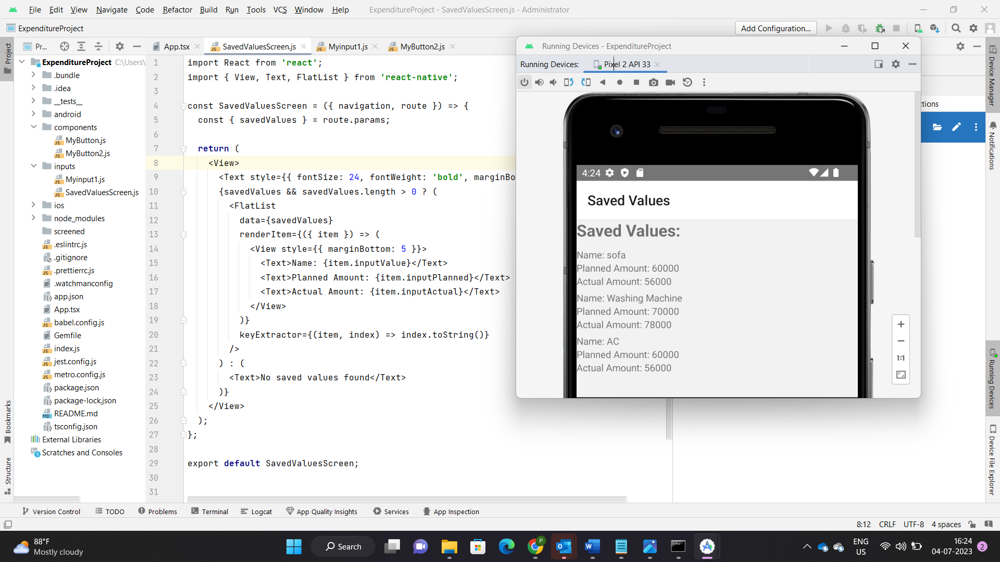 File Edit View Navigate Code Refactor Build Run Tools VCS Window Help ExpenditureProject - SavedValuesScreen.js - Administrator
ExpenditureProject
Add Configuration...
Project
Pr...
App.tsx
SavedValuesScreen.js
Myinput1.js
MyButton2.js
ExpenditureProject C:\Users\
.bundle
.idea
__tests__
android
components
MyButton.js
MyButton2.js
inputs
Myinput1.js
SavedValuesScreen.js
ios
node_modules
screened
.eslintrc.js
.gitignore
.prettierrc.js
.watchmanconfig
app.json
App.tsx
babel.config.js
Gemfile
index.js
jest.config.js
metro.config.js
package.json
package-lock.json
README.md
tsconfig.json
External Libraries
Scratches and Consoles
Bookmarks
Structure
1 import React from 'react';
2 import { View, Text, FlatList } from 'react-native';
3
4 const SavedValuesScreen = ({ navigation, route }) => {
5 const { savedValues } = route.params;
6
7 return (
8 <View>
9 <Text style={{ fontSize: 24, fontWeight: 'bold', marginBo
10 {savedValues && savedValues.length > 0 ? (
11 <FlatList
12 data={savedValues}
13 renderItem={({ item }) => (
14 <View style={{ marginBottom: 5 }}>
15 <Text>Name: {item.inputValue}</Text>
16 <Text>Planned Amount: {item.inputPlanned}</Text>
17 <Text>Actual Amount: {item.inputActual}</Text>
18 </View>
19 )}
20 keyExtractor={(item, index) => index.toString()}
21 />
22 ) : (
23 <Text>No saved values found</Text>
24 )}
25 </View>
26 );
27 };
28
29 export default SavedValuesScreen;
30
31
Running Devices - ExpenditureProject
Running Devices: Pixel 2 API 33
4:24
Saved Values
Saved Values:
Name: sofa
Planned Amount: 60000
Actual Amount: 56000
Name: Washing Machine
Planned Amount: 70000
Actual Amount: 78000
Name: AC
Planned Amount: 60000
Actual Amount: 56000
1:1
tions
Device Manager
Notifications
Running Devices
Device File Explorer
Version Control TODO Problems Terminal Logcat App Quality Insights Services App Inspection
8:12 CRLF UTF-8 4 spaces
88°F
Mostly cloudy
Search
P
ENG
US
16:24
04-07-2023
2